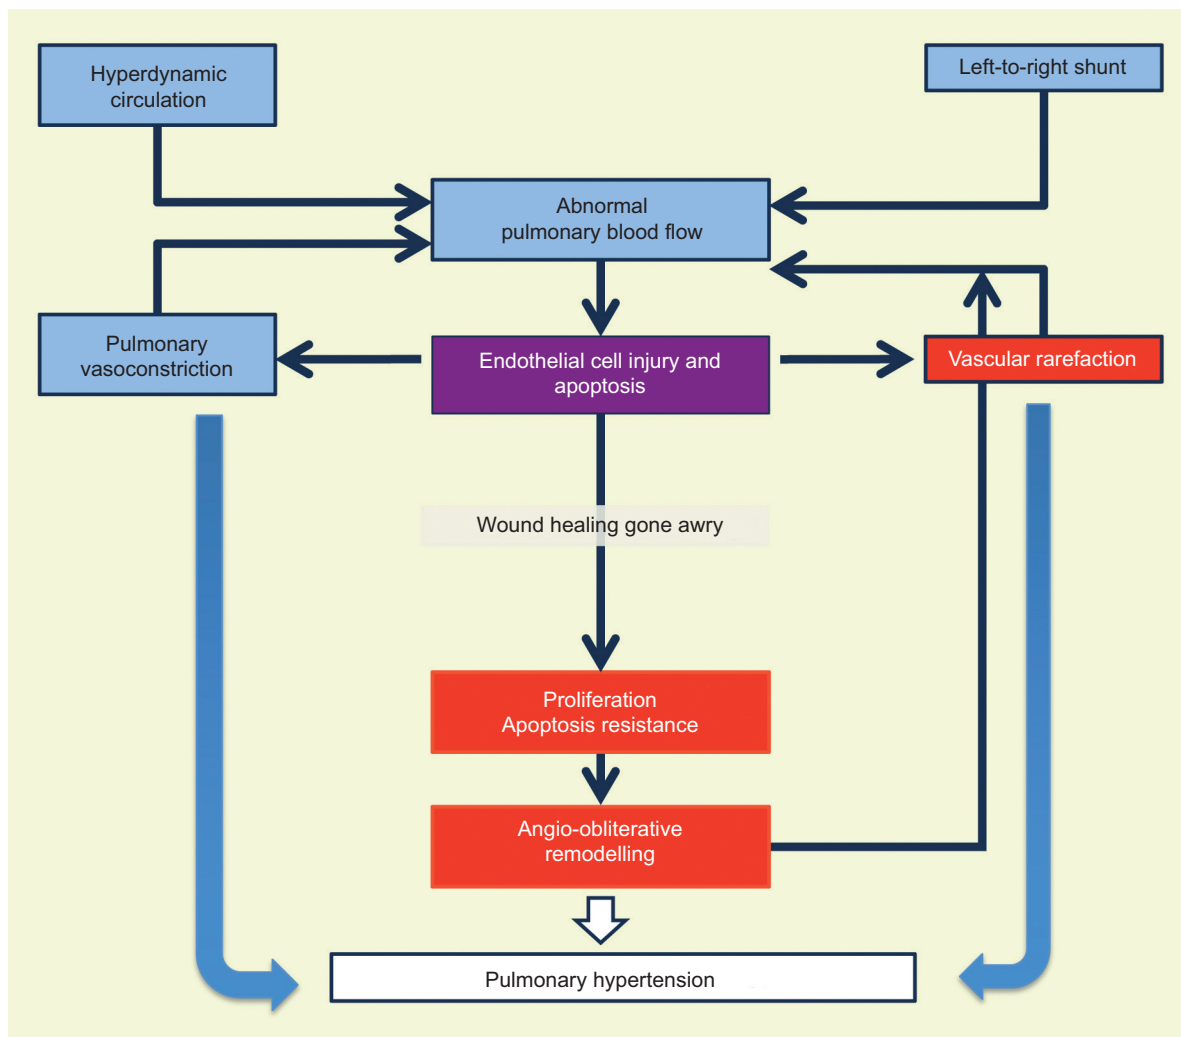 Hyperdynamic
circulation
Left-to-right shunt
Abnormal
pulmonary blood flow
Pulmonary
vasoconstriction
Endothelial cell injury and
apoptosis
Vascular rarefaction
Wound healing gone awry
Proliferation
Apoptosis resistance
Angio-obliterative
remodelling
Pulmonary hypertension